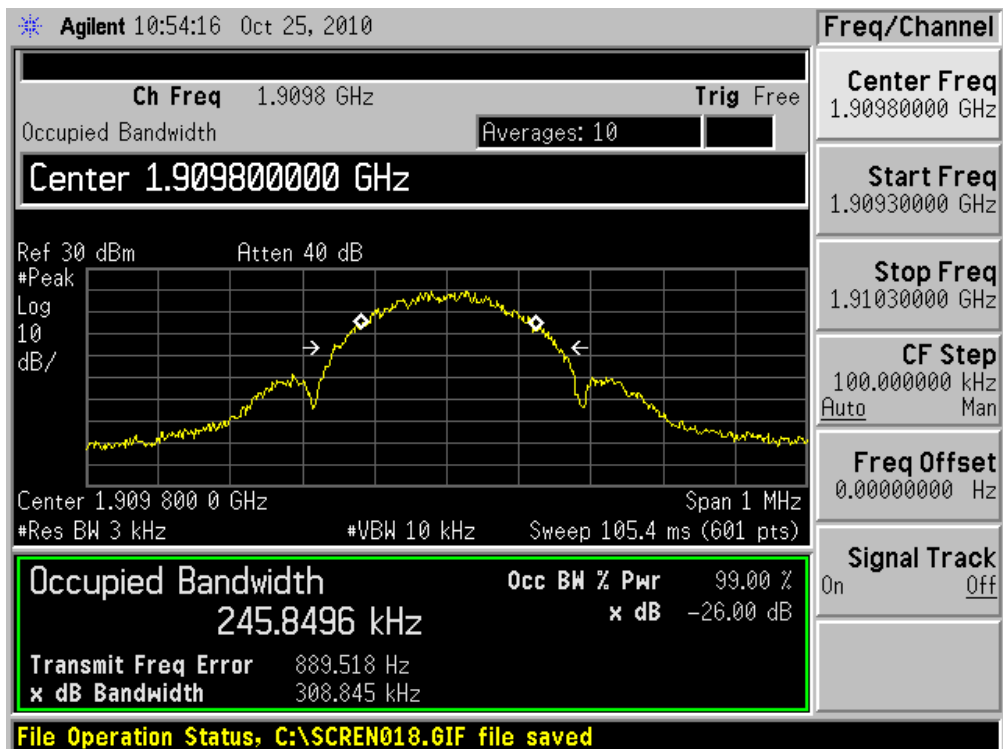 Agilent 10:54:16 Oct 25, 2010
Freq/Channel
Ch Freq 1.9098 GHz Trig Free
Occupied Bandwidth Averages: 10
Center 1.909800000 GHz
Ref 30 dBm Atten 40 dB
#Peak
Log
10
dB/
Center 1.909 800 0 GHz Span 1 MHz
#Res BW 3 kHz #VBW 10 kHz Sweep 105.4 ms (601 pts)
Occupied Bandwidth Occ BW % Pwr 99.00 %
245.8496 kHz x dB -26.00 dB
Transmit Freq Error 889.518 Hz
x dB Bandwidth 308.845 kHz
Center Freq
1.90980000 GHz
Start Freq
1.90930000 GHz
Stop Freq
1.91030000 GHz
CF Step
100.000000 kHz
Auto Man
Freq Offset
0.00000000 Hz
Signal Track
On Off
File Operation Status, C:\SCREN018.GIF file saved